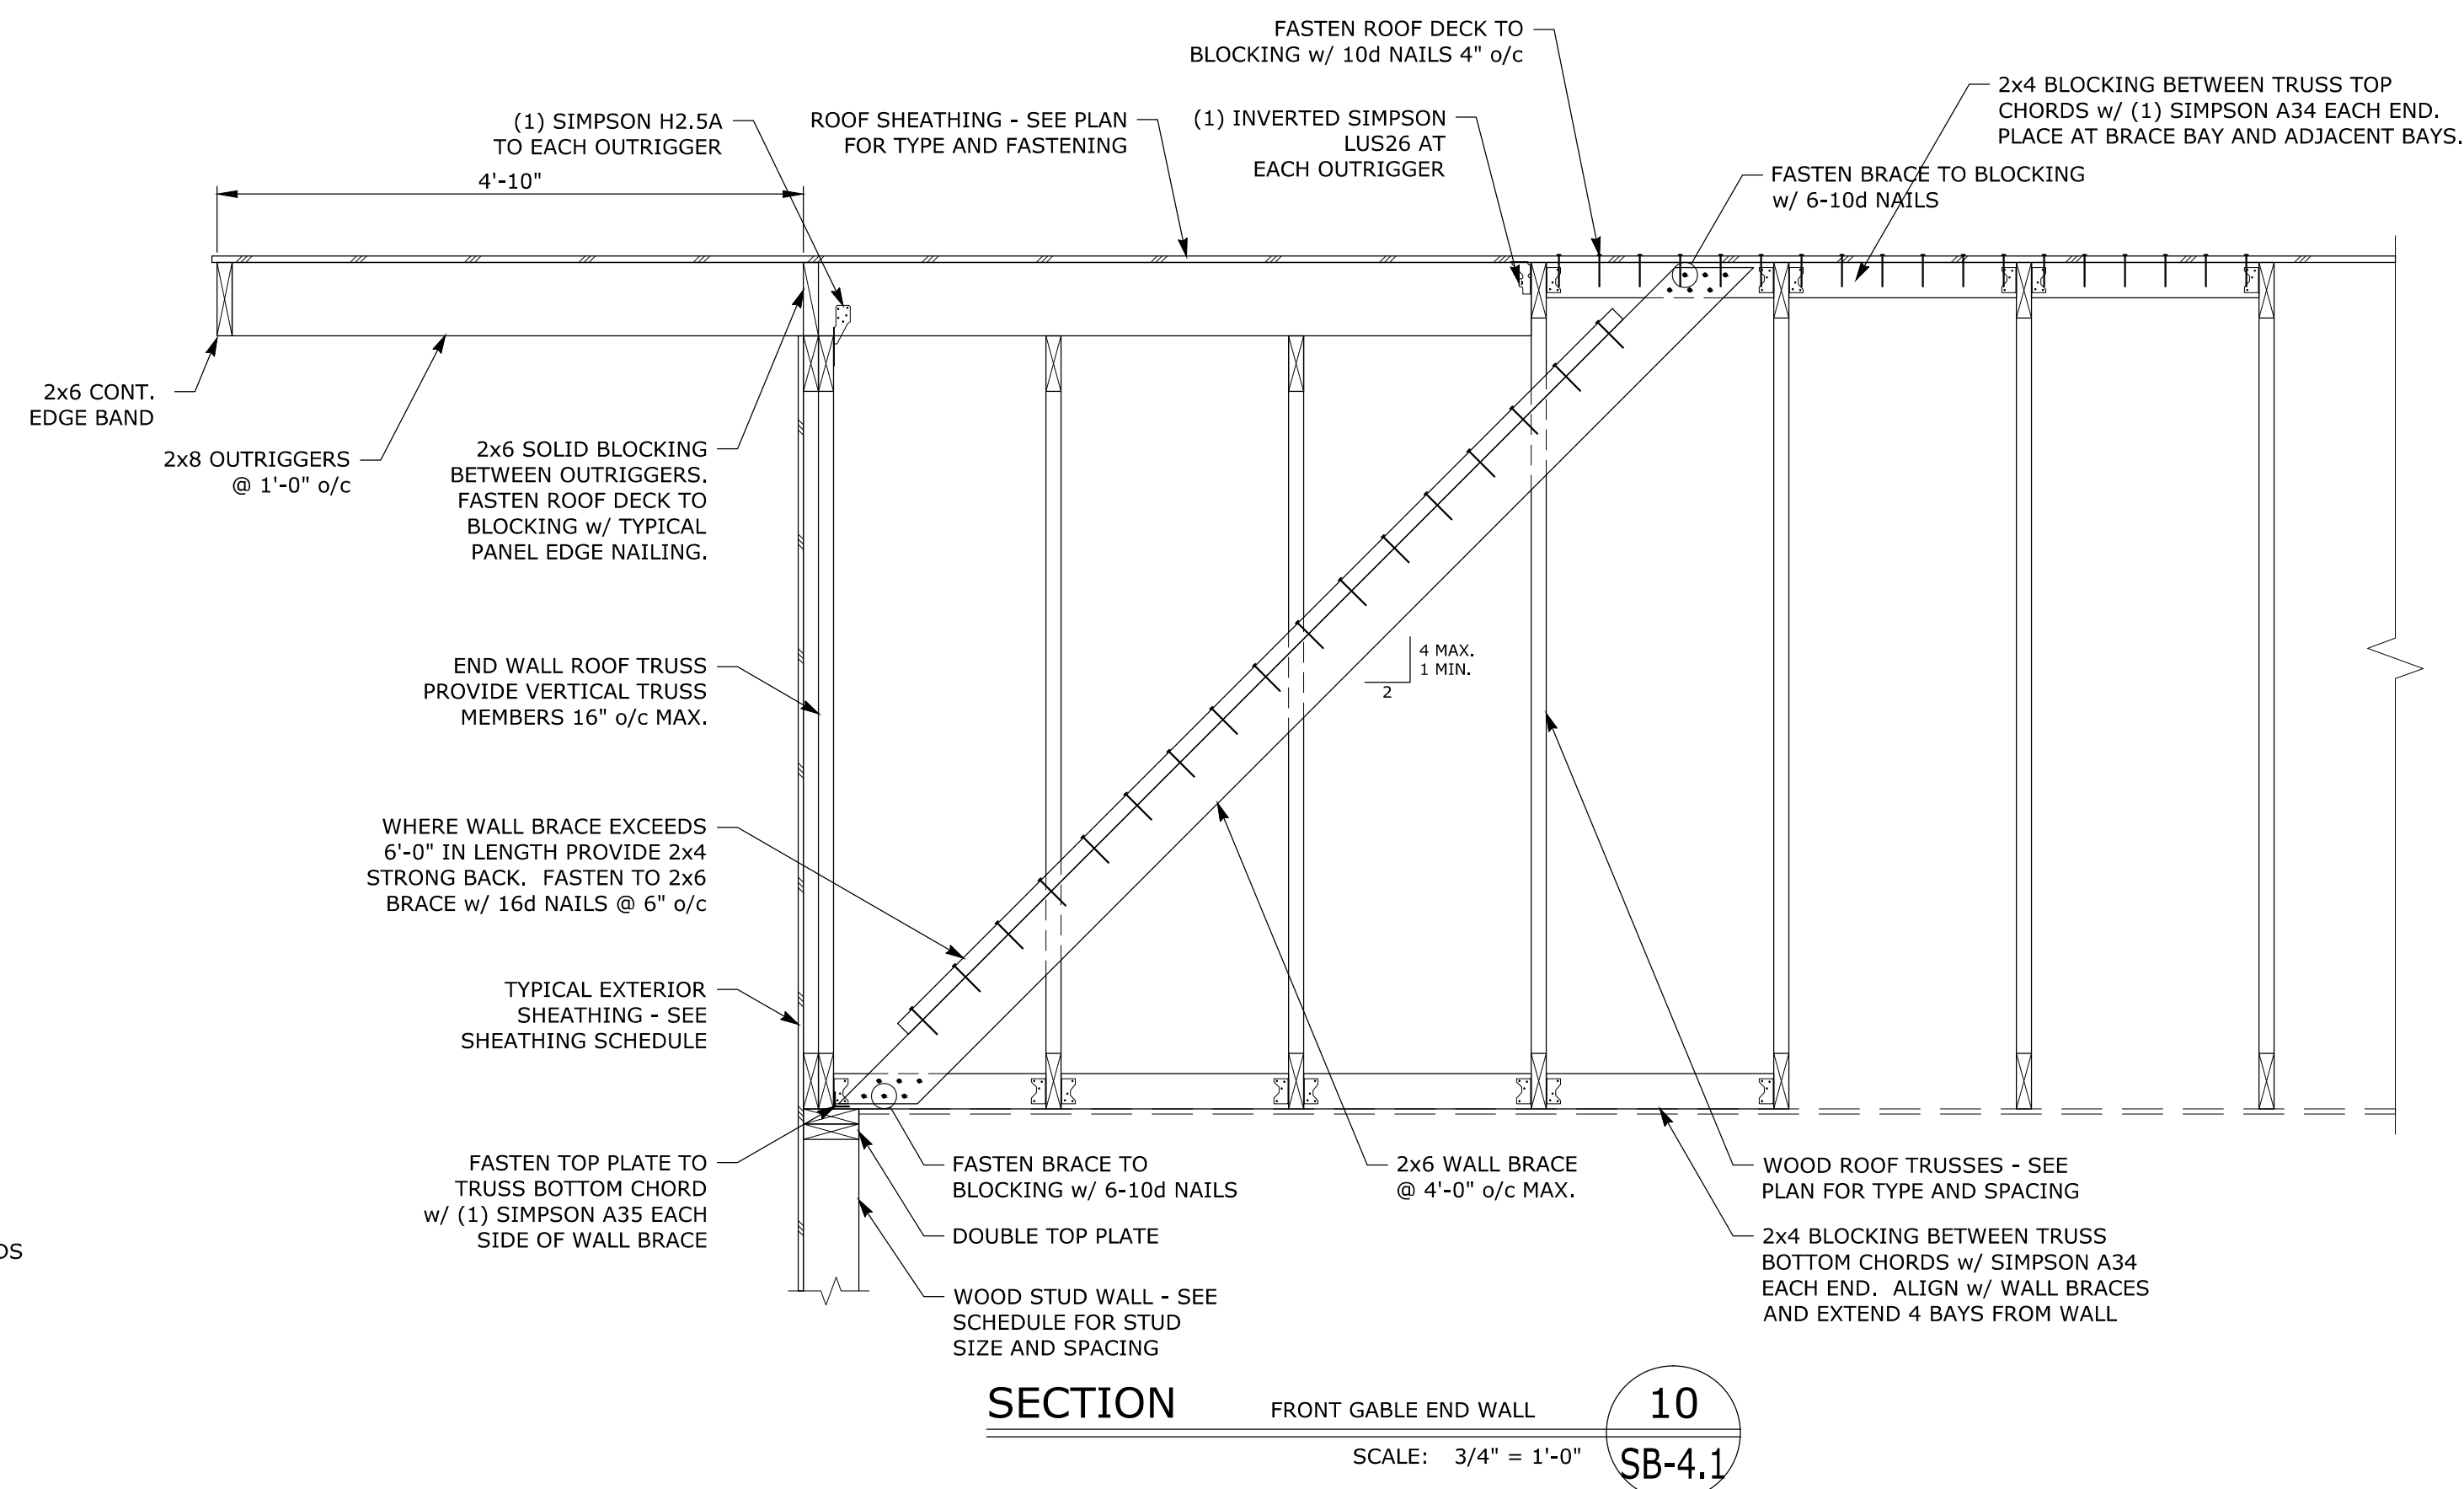 FASTEN ROOF DECK TO
BLOCKING w/ 10d NAILS 4" o/c
2x4 BLOCKING BETWEEN TRUSS TOP
CHORDS w/ (1) SIMPSON A34 EACH END.
PLACE AT BRACE BAY AND ADJACENT BAYS.
(1) SIMPSON H2.5A
TO EACH OUTRIGGER
ROOF SHEATHING - SEE PLAN
FOR TYPE AND FASTENING
(1) INVERTED SIMPSON
LUS26 AT
EACH OUTRIGGER
FASTEN BRACE TO BLOCKING
w/ 6-10d NAILS
4'-10"
2x6 CONT.
EDGE BAND
2x8 OUTRIGGERS
@ 1'-0" o/c
2x6 SOLID BLOCKING
BETWEEN OUTRIGGERS.
FASTEN ROOF DECK TO
BLOCKING w/ TYPICAL
PANEL EDGE NAILING.
END WALL ROOF TRUSS
PROVIDE VERTICAL TRUSS
MEMBERS 16" o/c MAX.
4 MAX.
1 MIN.
2
WHERE WALL BRACE EXCEEDS
6'-0" IN LENGTH PROVIDE 2x4
STRONG BACK. FASTEN TO 2x6
BRACE w/ 16d NAILS @ 6" o/c
TYPICAL EXTERIOR
SHEATHING - SEE
SHEATHING SCHEDULE
FASTEN TOP PLATE TO
TRUSS BOTTOM CHORD
w/ (1) SIMPSON A35 EACH
SIDE OF WALL BRACE
FASTEN BRACE TO
BLOCKING w/ 6-10d NAILS
DOUBLE TOP PLATE
WOOD STUD WALL - SEE
SCHEDULE FOR STUD
SIZE AND SPACING
2x6 WALL BRACE
@ 4'-0" o/c MAX.
WOOD ROOF TRUSSES - SEE
PLAN FOR TYPE AND SPACING
2x4 BLOCKING BETWEEN TRUSS
BOTTOM CHORDS w/ SIMPSON A34
EACH END. ALIGN w/ WALL BRACES
AND EXTEND 4 BAYS FROM WALL
SECTION
FRONT GABLE END WALL
SCALE: 3/4" = 1'-0"
10
SB-4.1